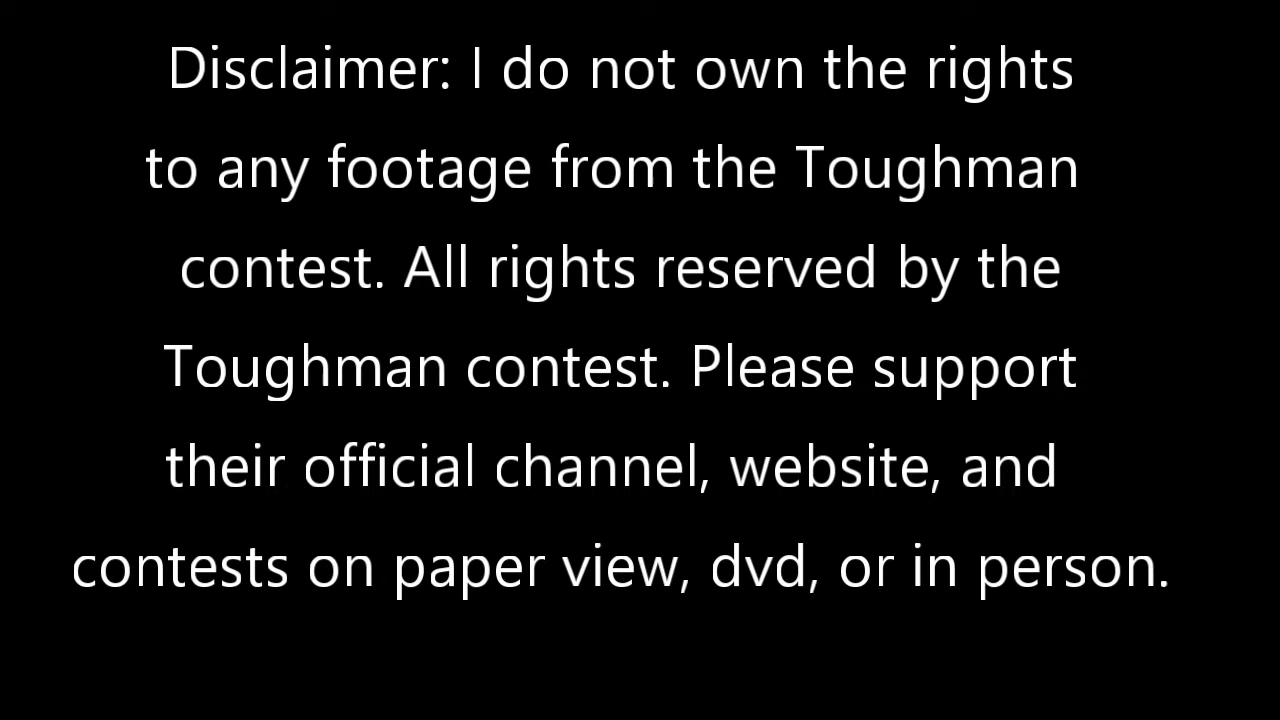 Disclaimer: I do not own the rights
to any footage from the Toughman
contest. All rights reserved by the
Toughman contest. Please support
their official channel, website, and
contests on paper view, dvd, or in person.